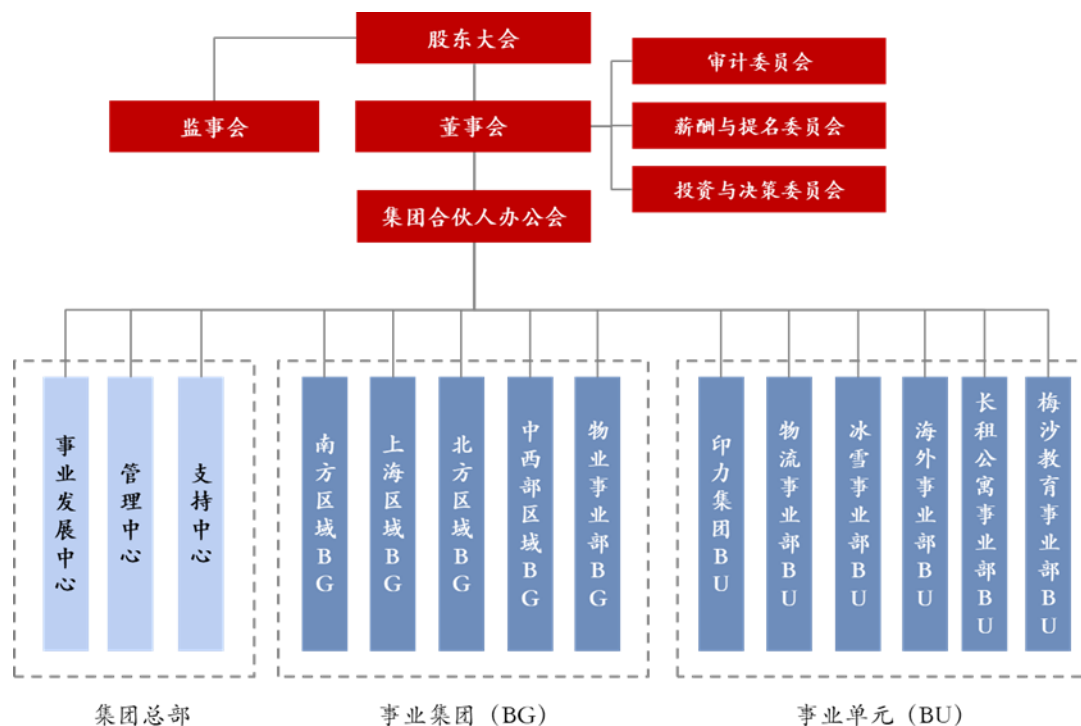 股东大会
审计委员会
监事会
董事会
薪酬与提名委员会
投资与决策委员会
集团合伙人办公会
事业发展中心
管理中心
支持中心
南方区域BG
上海区域BG
北方区域BG
中西部区域BG
物业事业部BG
印力集团BU
物流事业部BU
冰雪事业部BU
海外事业部BU
长租公寓事业部BU
梅沙教育事业部BU
集团总部
事业集团（BG）
事业单元（BU）